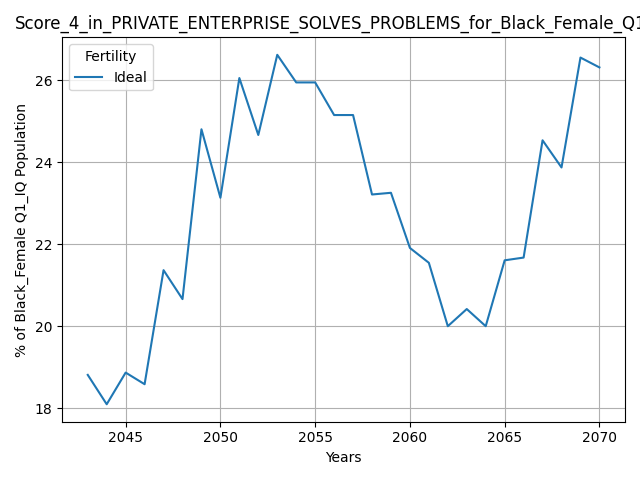 Score_4_in_PRIVATE_ENTERPRISE_SOLVES_PROBLEMS_for_Black_Female_Q1
Fertility
Ideal
% of Black_Female Q1_IQ Population
26
24
22
20
18
2045 2050 2055 2060 2065 2070
Years